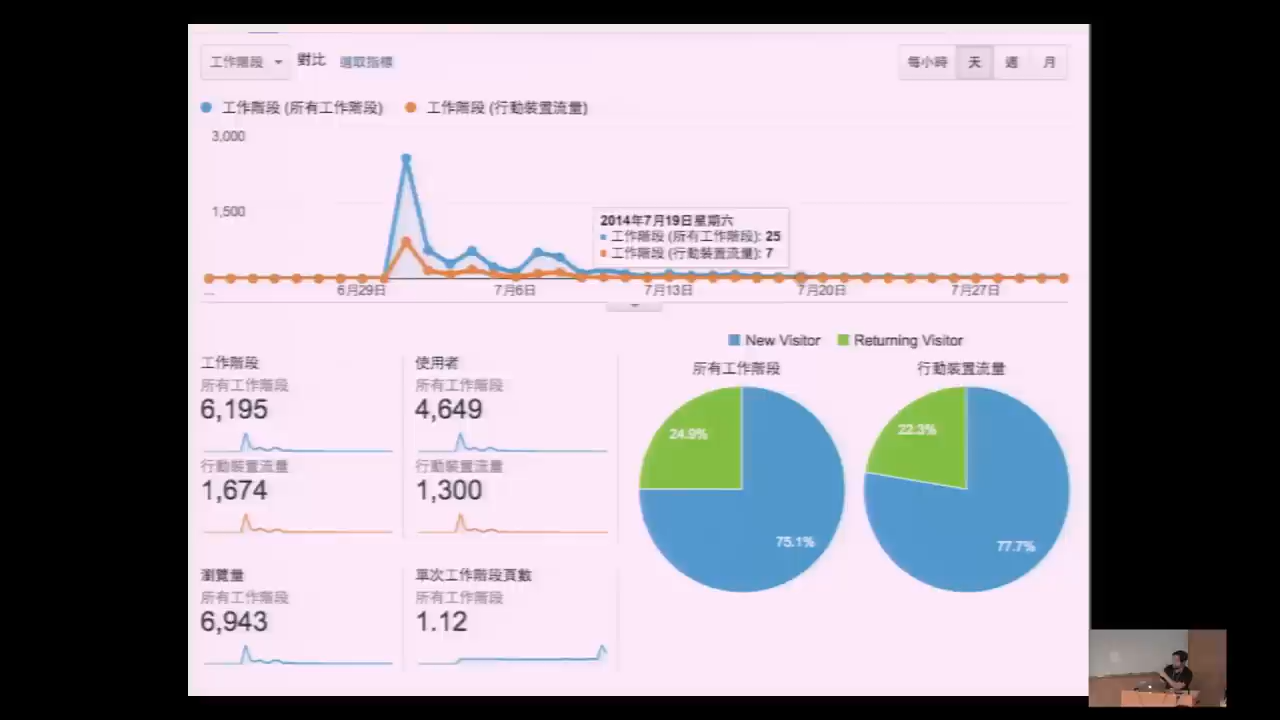 工作階段 對比 選取指標 每小時 天 週 月
工作階段 (所有工作階段) 工作階段 (行動裝置流量)
3,000
1,500
2014年7月19日星期六
工作階段 (所有工作階段): 25
工作階段 (行動裝置流量): 7
... 6月29日 7月6日 7月13日 7月20日 7月27日
New Visitor Returning Visitor
工作階段
所有工作階段
6,195
行動裝置流量
1,674
使用者
所有工作階段
4,649
行動裝置流量
1,300
所有工作階段
24.9%
75.1%
行動裝置流量
22.3%
77.7%
瀏覽量
所有工作階段
6,943
單次工作階段頁數
所有工作階段
1.12